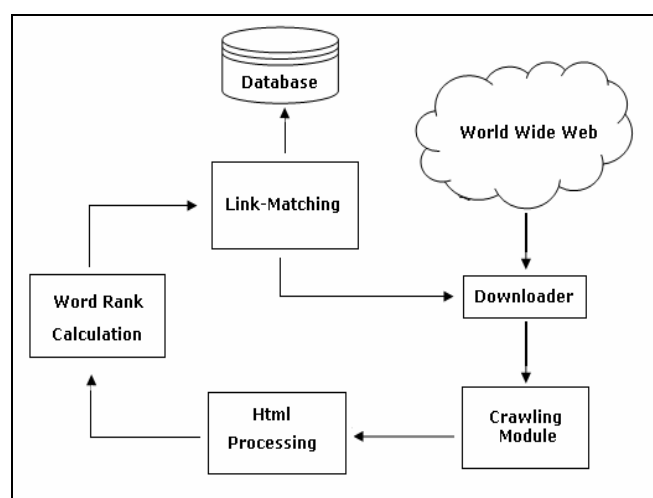 Database
World Wide Web
Link-Matching
Word Rank
Calculation
Downloader
Html
Processing
Crawling
Module